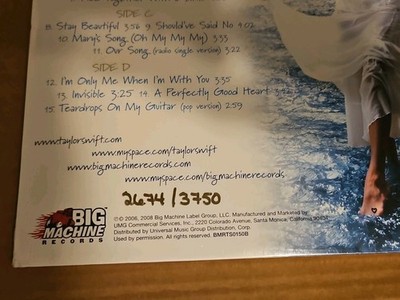 SIDE C
8. Stay Beautiful 3:56 9. Should've Said No 4:02
10. Mary's Song (Oh My My My) 3:33
11. Our Song (radio single version) 3:22
SIDE D
12. I'm Only Me When I'm With You 3:35
13. Invisible 3:25 14. A Perfectly Good Heart
15. Teardrops On My Guitar (pop version) 2:59
www.taylorswift.com
www.myspace.com/taylorswift
www.bigmachinerecords.com
www.myspace.com/bigmachinerecords
2674/3750
BIG
MACHINE
RECORDS
℗ © 2006, 2008 Big Machine Label Group, LLC. Manufactured and Marketed by
UMG Commercial Services, Inc., 2220 Colorado Avenue, Santa Monica, California
Distributed by Universal Music Group Distribution, Corp.
Used by permission. All rights reserved. BMRTS0150B